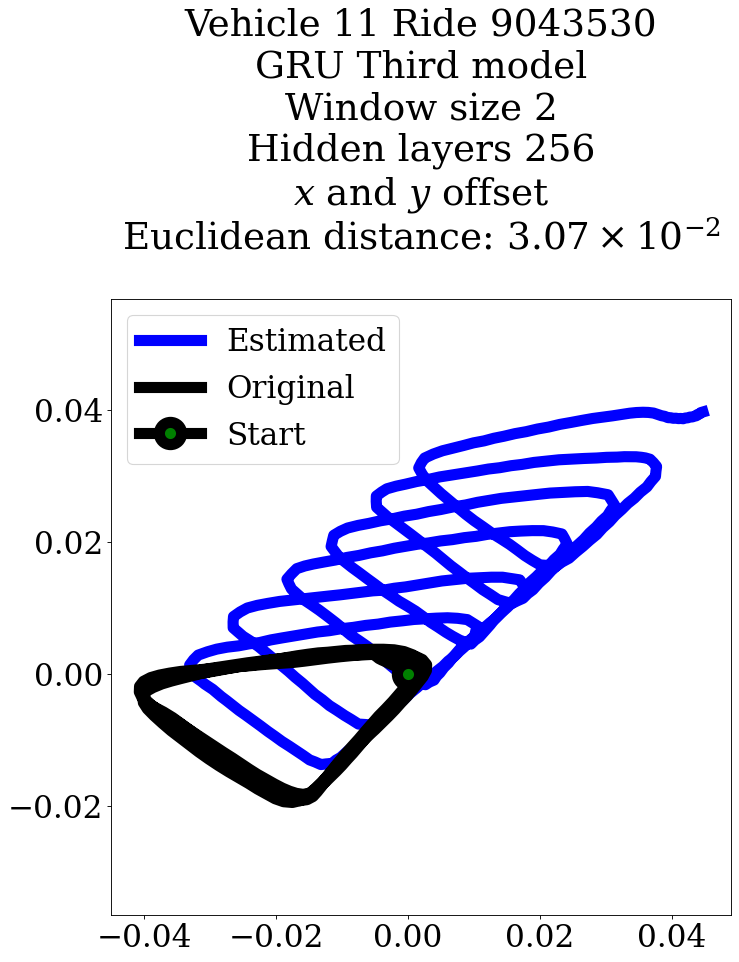 Vehicle 11 Ride 9043530
GRU Third model
Window size 2
Hidden layers 256
x and y offset
Euclidean distance: 3.07 × 10⁻²
Estimated
Original
Start
0.04
0.02
0.00
−0.02
−0.04
−0.02
0.00
0.02
0.04